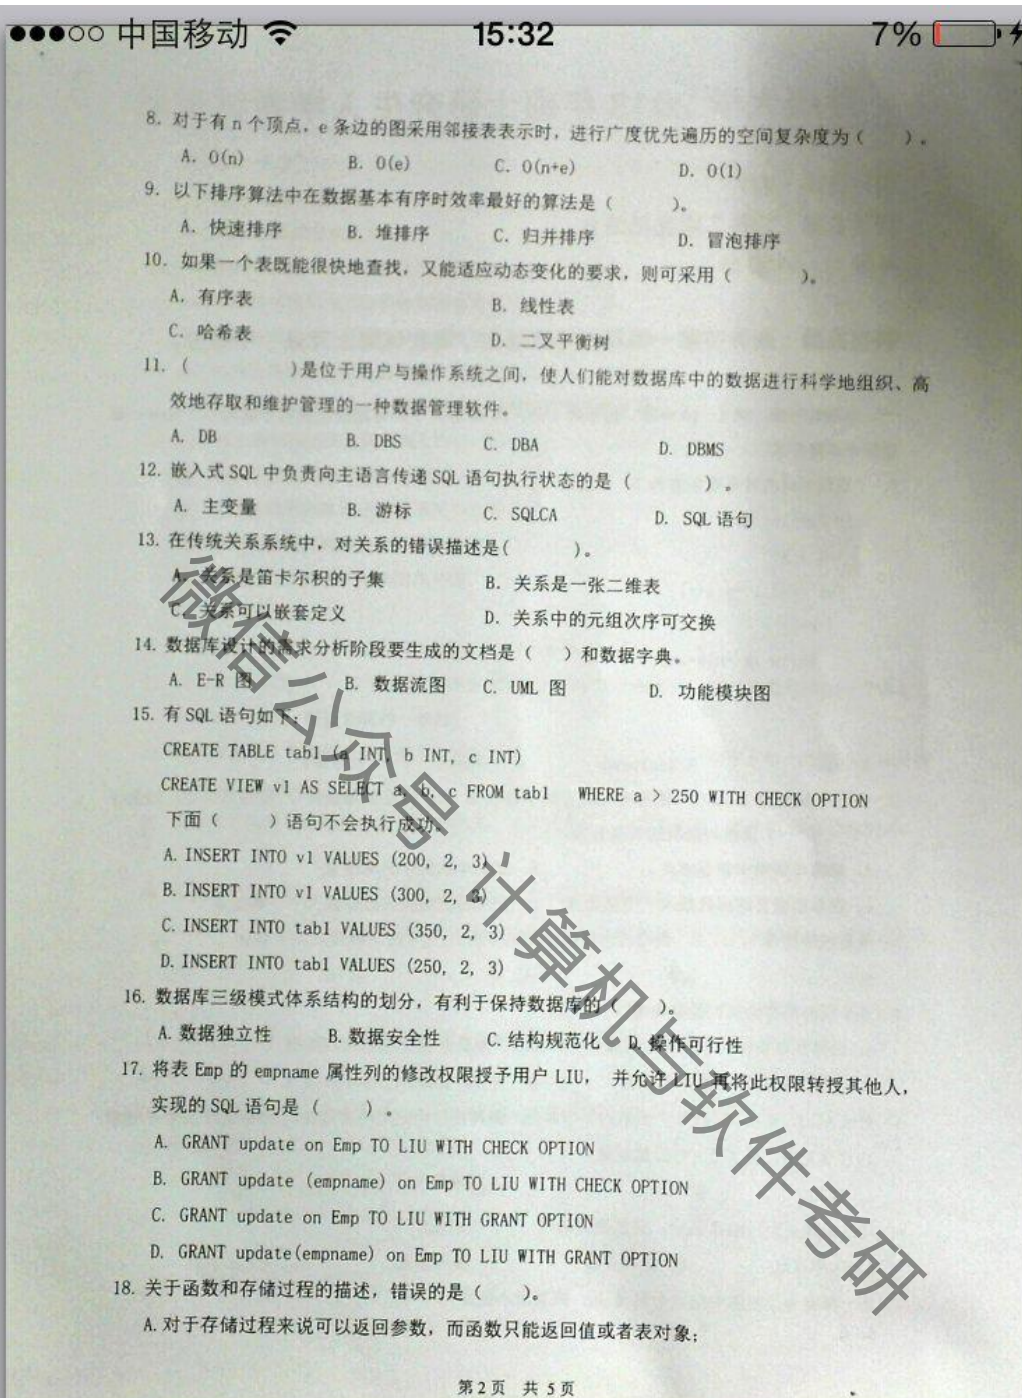 中国移动 15:32 7%
8. 对于有 n 个顶点，e 条边的图采用邻接表表示时，进行广度优先遍历的空间复杂度为（ ）。
A. O(n) B. O(e) C. O(n+e) D. O(1)
9. 以下排序算法中在数据基本有序时效率最好的算法是（ ）。
A. 快速排序 B. 堆排序 C. 归并排序 D. 冒泡排序
10. 如果一个表既能很快地查找，又能适应动态变化的要求，则可采用（ ）。
A. 有序表 B. 线性表
C. 哈希表 D. 二叉平衡树
11. （ ）是位于用户与操作系统之间，使人们能对数据库中的数据进行科学地组织、高
效地存取和维护管理的一种数据管理软件。
A. DB B. DBS C. DBA D. DBMS
12. 嵌入式 SQL 中负责向主语言传递 SQL 语句执行状态的是（ ）。
A. 主变量 B. 游标 C. SQLCA D. SQL 语句
13. 在传统关系系统中，对关系的错误描述是( )。
A. 关系是笛卡尔积的子集 B. 关系是一张二维表
C. 关系可以嵌套定义 D. 关系中的元组次序可交换
14. 数据库设计的需求分析阶段要生成的文档是（ ）和数据字典。
A. E-R 图 B. 数据流图 C. UML 图 D. 功能模块图
15. 有 SQL 语句如下：
CREATE TABLE tab1 (a INT, b INT, c INT)
CREATE VIEW v1 AS SELECT a, b, c FROM tab1 WHERE a > 250 WITH CHECK OPTION
下面（ ）语句不会执行成功。
A. INSERT INTO v1 VALUES (200, 2, 3)
B. INSERT INTO v1 VALUES (300, 2, 3)
C. INSERT INTO tab1 VALUES (350, 2, 3)
D. INSERT INTO tab1 VALUES (250, 2, 3)
16. 数据库三级模式体系结构的划分，有利于保持数据库的（ ）。
A. 数据独立性 B. 数据安全性 C. 结构规范化 D. 操作可行性
17. 将表 Emp 的 empname 属性列的修改权限授予用户 LIU， 并允许 LIU 再将此权限转授其他人，
实现的 SQL 语句是（ ）。
A. GRANT update on Emp TO LIU WITH CHECK OPTION
B. GRANT update (empname) on Emp TO LIU WITH CHECK OPTION
C. GRANT update on Emp TO LIU WITH GRANT OPTION
D. GRANT update(empname) on Emp TO LIU WITH GRANT OPTION
18. 关于函数和存储过程的描述，错误的是（ ）。
A. 对于存储过程来说可以返回参数，而函数只能返回值或者表对象；
第 2 页 共 5 页
微信公众号 计算机与软件考研